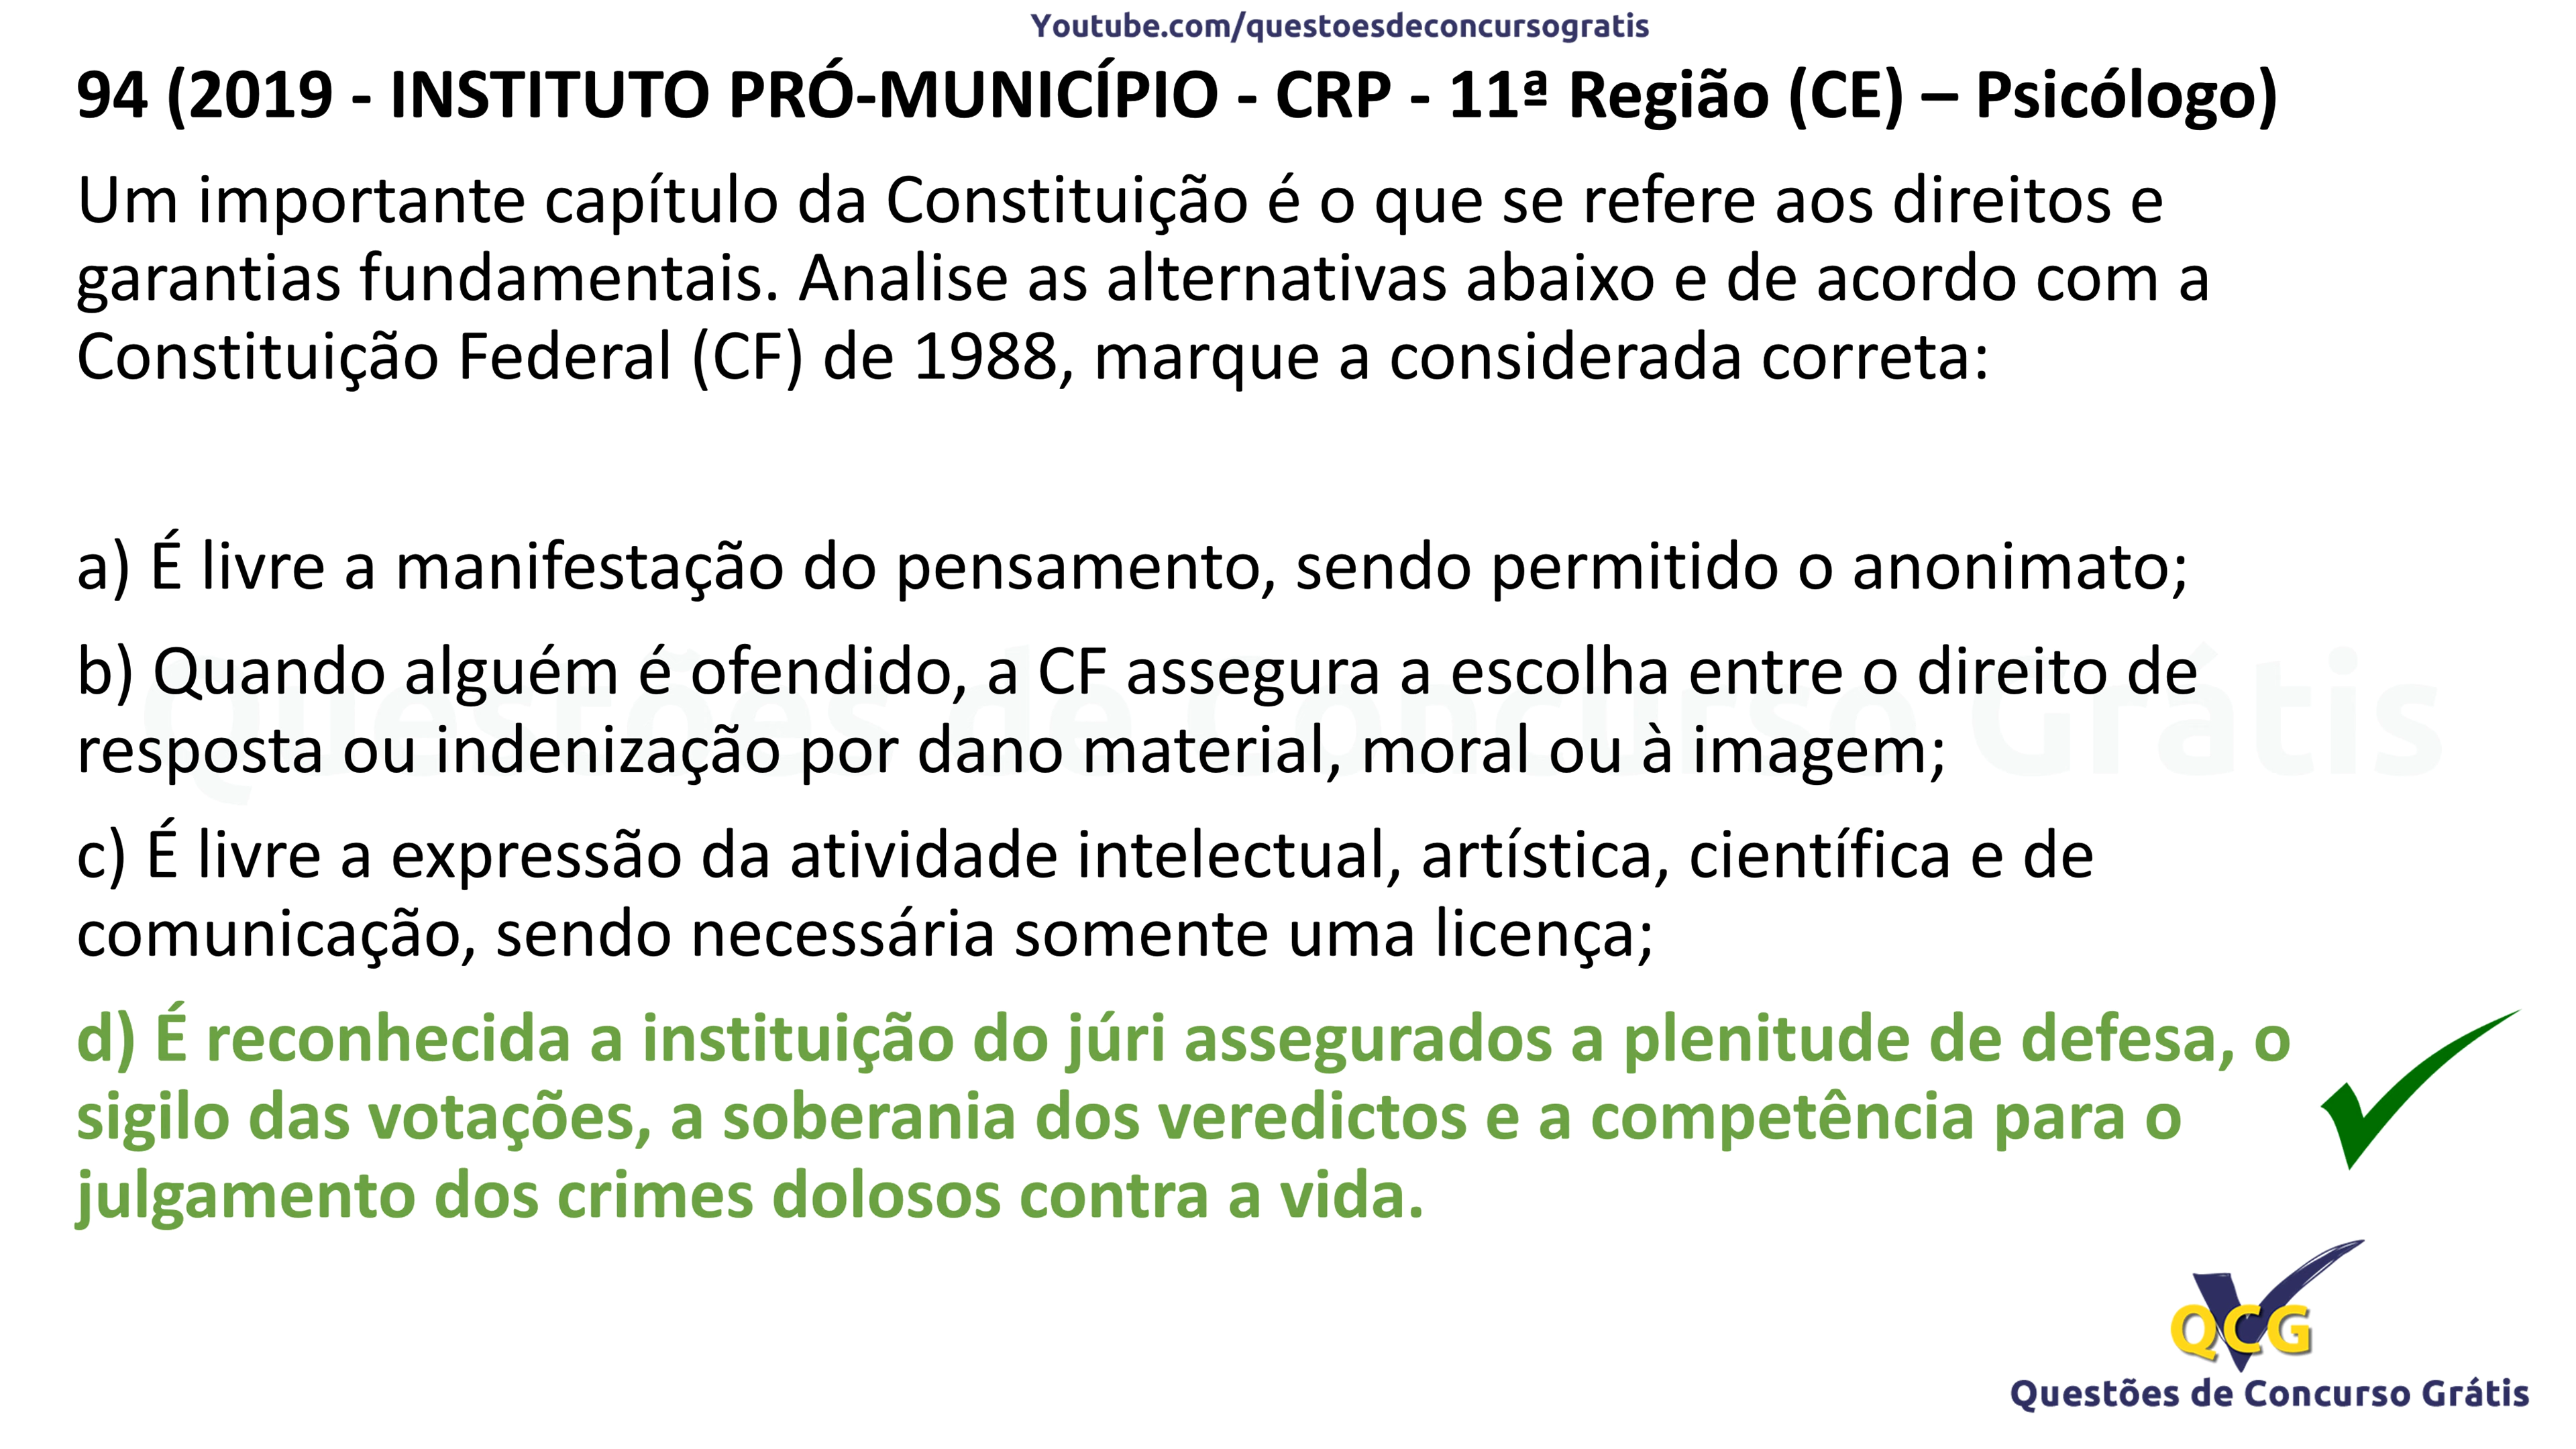 Youtube.com/questoesdeconcursogratis
94 (2019 - INSTITUTO PRÓ-MUNICÍPIO - CRP - 11ª Região (CE) – Psicólogo)
Um importante capítulo da Constituição é o que se refere aos direitos e
garantias fundamentais. Analise as alternativas abaixo e de acordo com a
Constituição Federal (CF) de 1988, marque a considerada correta:
a) É livre a manifestação do pensamento, sendo permitido o anonimato;
b) Quando alguém é ofendido, a CF assegura a escolha entre o direito de
resposta ou indenização por dano material, moral ou à imagem;
Questões de Concurso Grátis
c) É livre a expressão da atividade intelectual, artística, científica e de
comunicação, sendo necessária somente uma licença;
d) É reconhecida a instituição do júri assegurados a plenitude de defesa, o
sigilo das votações, a soberania dos veredictos e a competência para o
julgamento dos crimes dolosos contra a vida.
QCG
Questões de Concurso Grátis